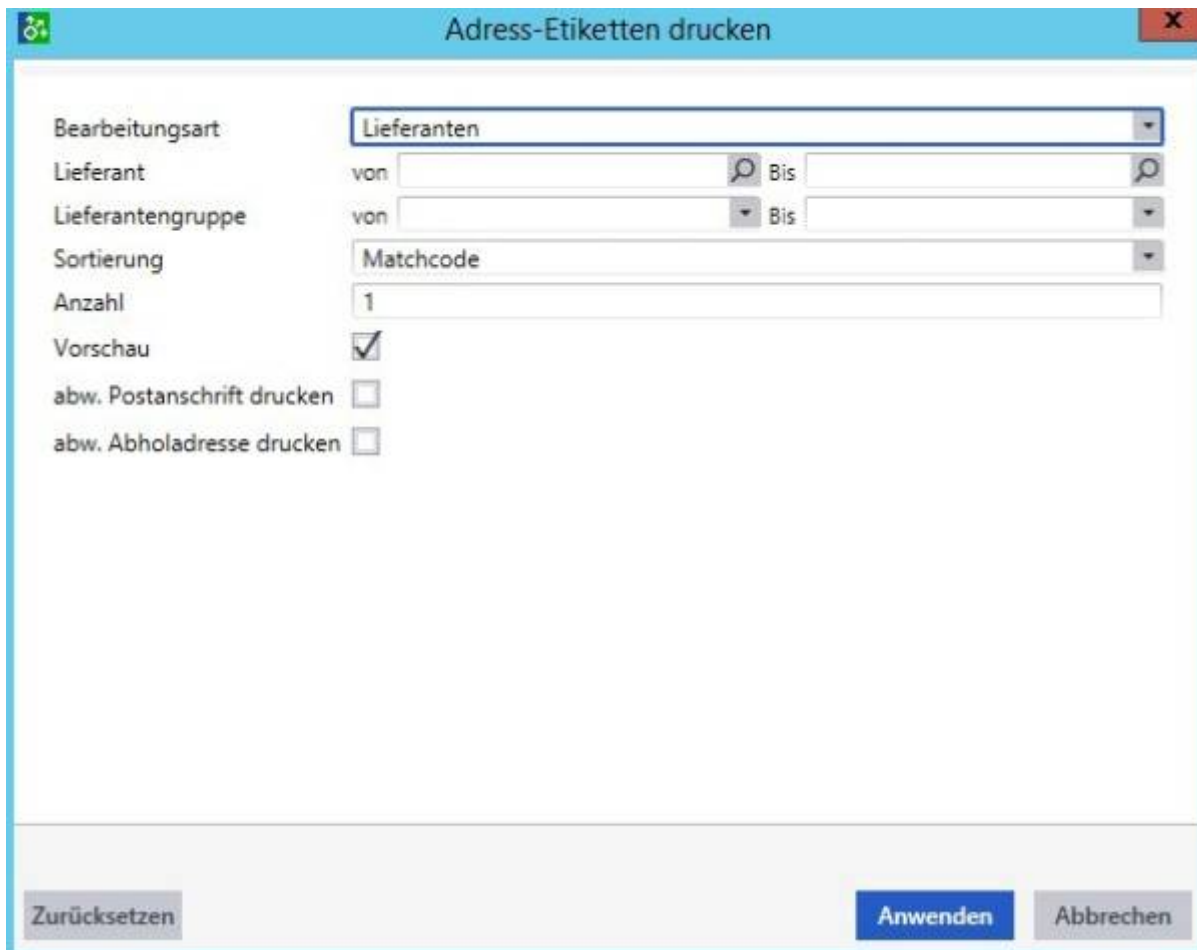 Adress-Etiketten drucken
x
Bearbeitungsart Lieferanten
Lieferant von Bis
Lieferantengruppe von Bis
Sortierung Matchcode
Anzahl 1
Vorschau
abw. Postanschrift drucken
abw. Abholadresse drucken
Zurücksetzen Anwenden Abbrechen